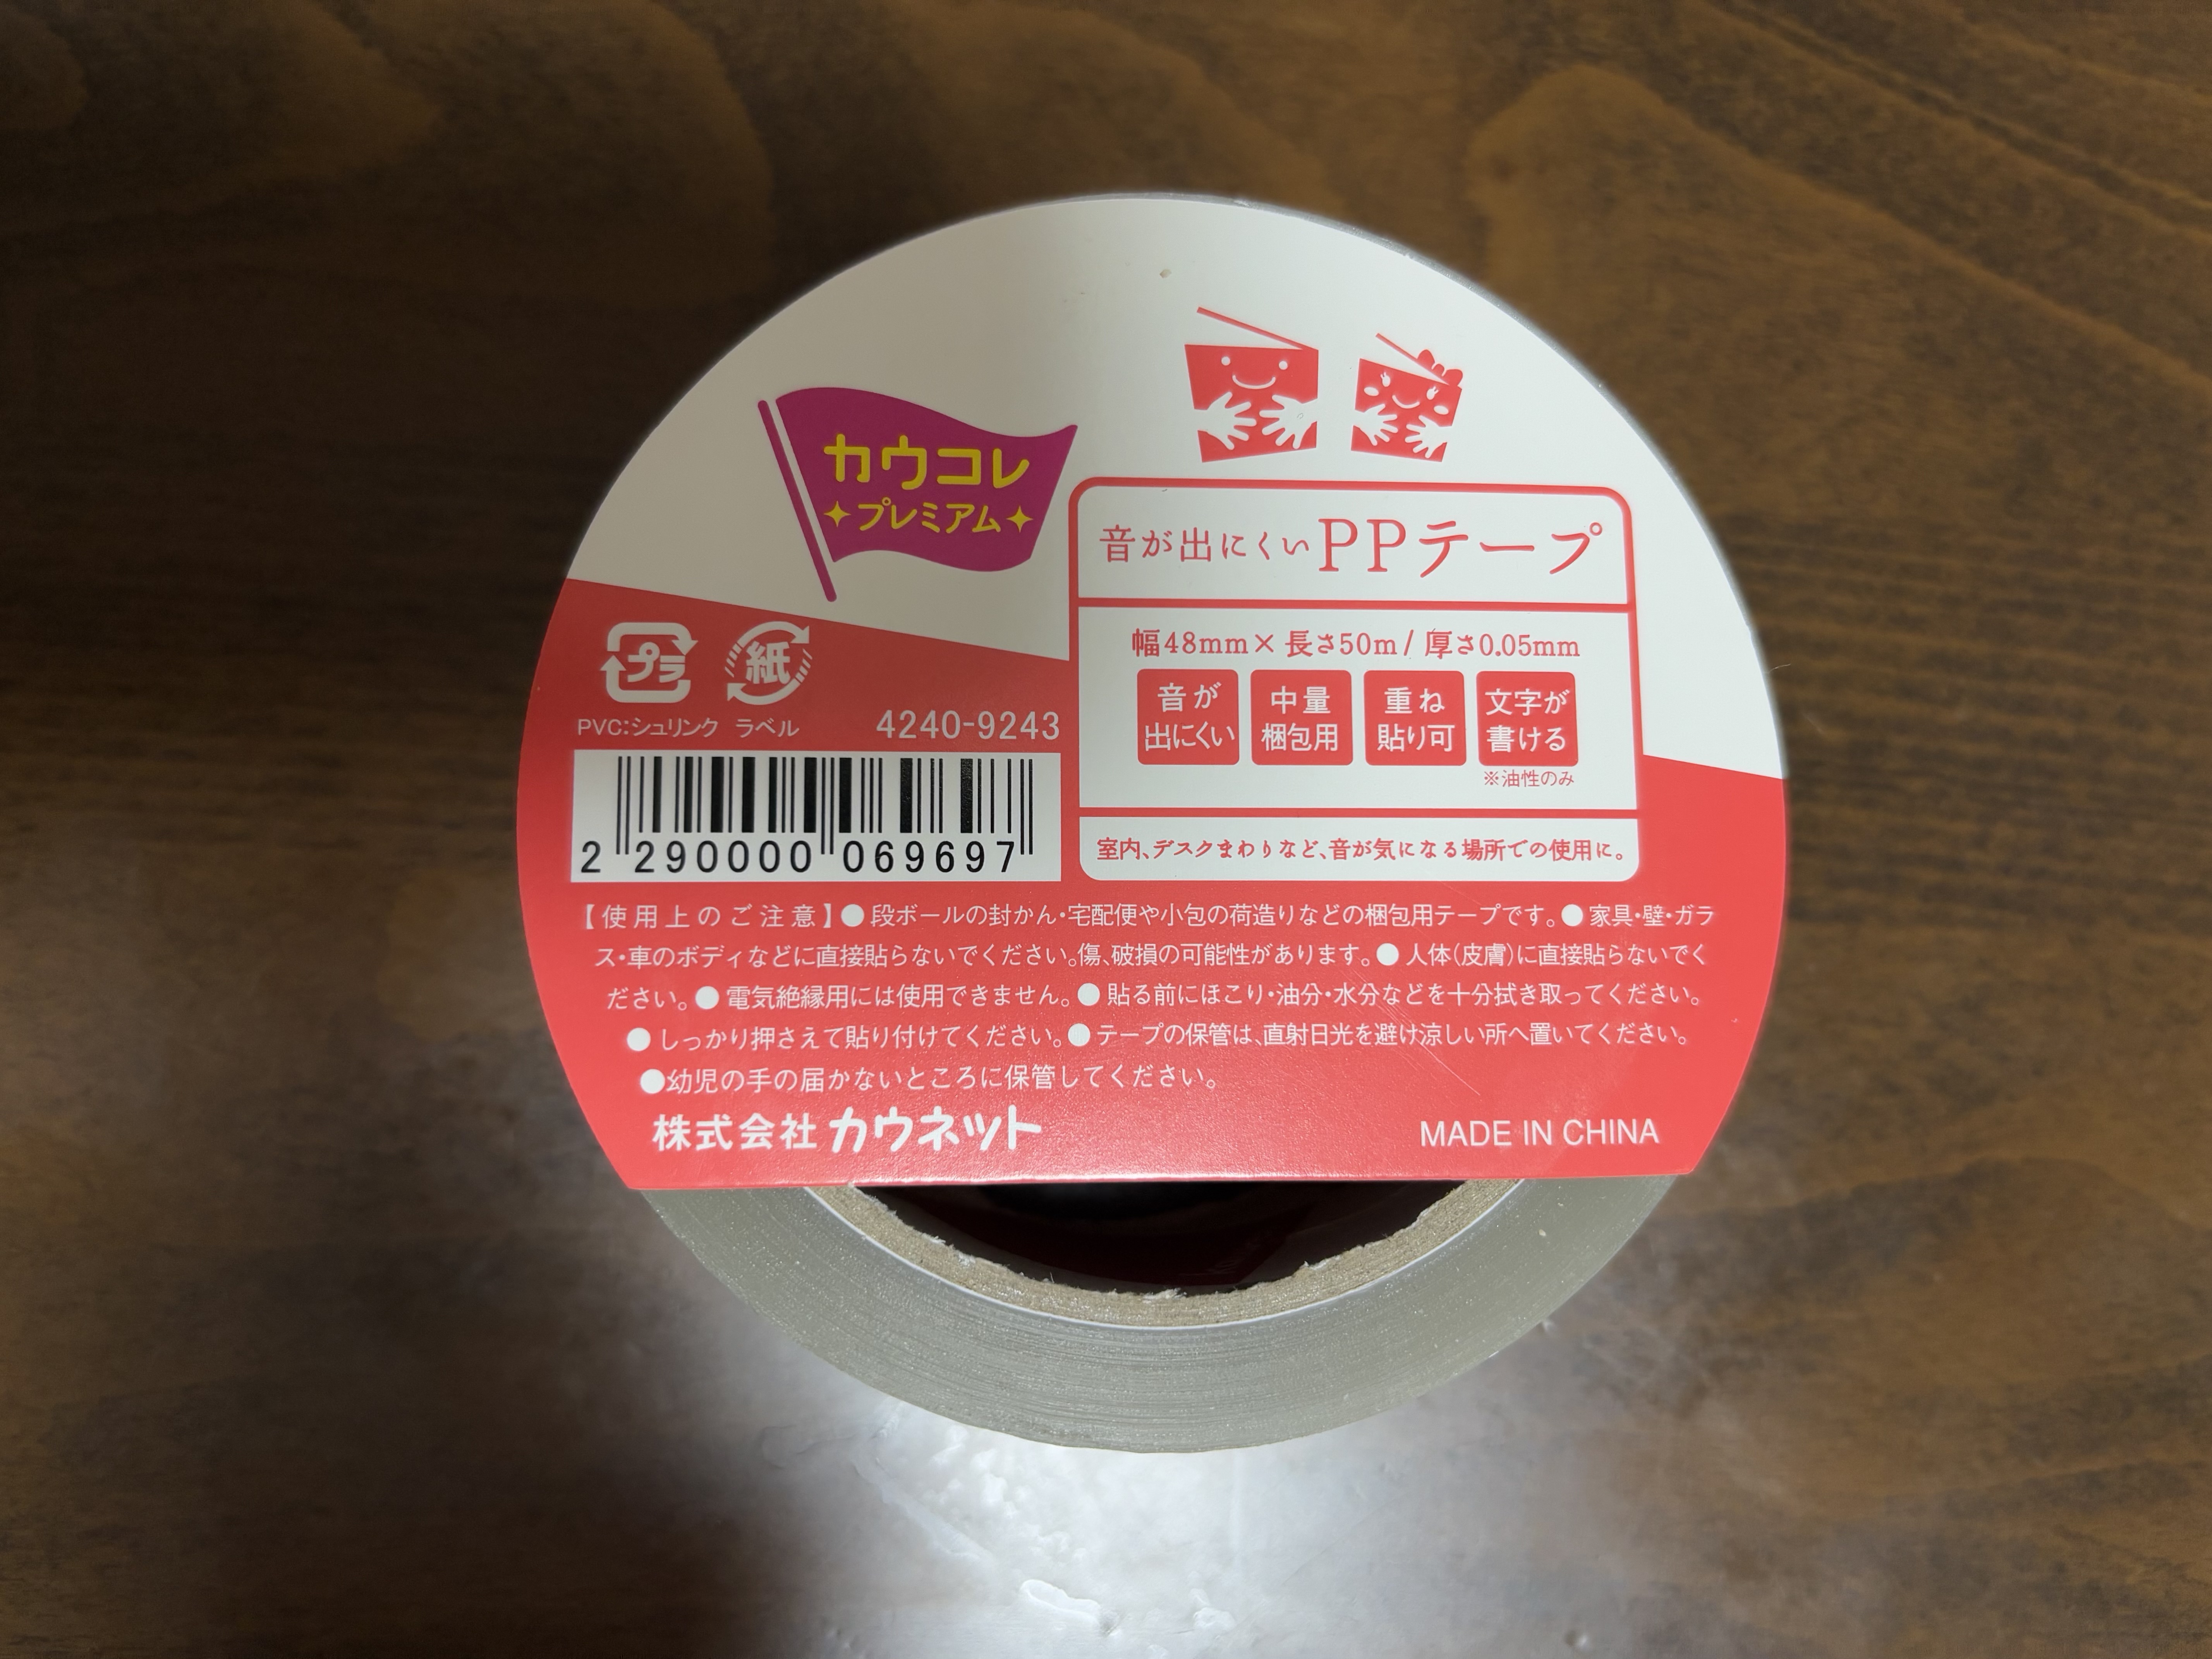 カウコレ
プレミアム
音が出にくいPPテープ
幅48mm×長さ50m/厚さ0.05mm
音が
出にくい
中量
梱包用
重ね
貼り可
文字が
書ける
※油性のみ
室内、デスクまわりなど、音が気になる場所での使用に。
プラ
紙
PVC:シュリンク ラベル
4240-9243
2 290000 069697
【使用上のご注意】●段ボールの封かん・宅配便や小包の荷造りなどの梱包用テープです。●家具・壁・ガラ
ス・車のボディなどに直接貼らないでください。傷、破損の可能性があります。●人体(皮膚)に直接貼らないでく
ださい。●電気絶縁用には使用できません。●貼る前にほこり・油分・水分などを十分拭き取ってください。
●しっかり押さえて貼り付けてください。●テープの保管は、直射日光を避け涼しい所へ置いてください。
●幼児の手の届かないところに保管してください。
株式会社カウネット
MADE IN CHINA